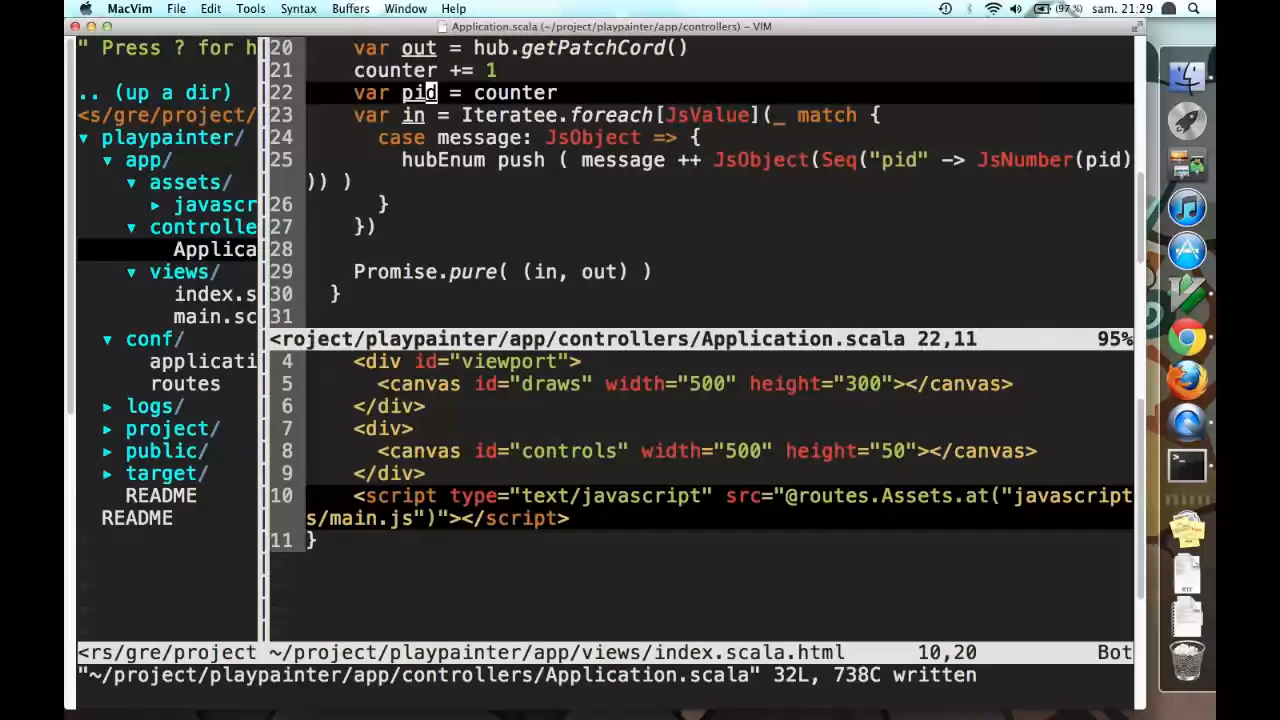 MacVim File Edit Tools Syntax Buffers Window Help (97 %) sam. 21:29
Application.scala (~/project/playpainter/app/controllers) – VIM
" Press ? for h
.. (up a dir)
<s/gre/project/
▼ playpainter/
▼ app/
▼ assets/
▸ javascr
▼ controlle
Applica
▼ views/
index.s
main.sc
▼ conf/
applicati
routes
▸ logs/
▸ project/
▸ public/
▸ target/
README
README
20 var out = hub.getPatchCord()
21 counter += 1
22 var pid = counter
23 var in = Iteratee.foreach[JsValue](_ match {
24 case message: JsObject => {
25 hubEnum push ( message ++ JsObject(Seq("pid" -> JsNumber(pid)
)) )
26 }
27 })
28
29 Promise.pure( (in, out) )
30 }
31
<roject/playpainter/app/controllers/Application.scala 22,11 95%
4 <div id="viewport">
5 <canvas id="draws" width="500" height="300"></canvas>
6 </div>
7 <div>
8 <canvas id="controls" width="500" height="50"></canvas>
9 </div>
10 <script type="text/javascript" src="@routes.Assets.at("javascript
s/main.js")"></script>
11 }
<rs/gre/project ~/project/playpainter/app/views/index.scala.html 10,20 Bot
"~/project/playpainter/app/controllers/Application.scala" 32L, 738C written